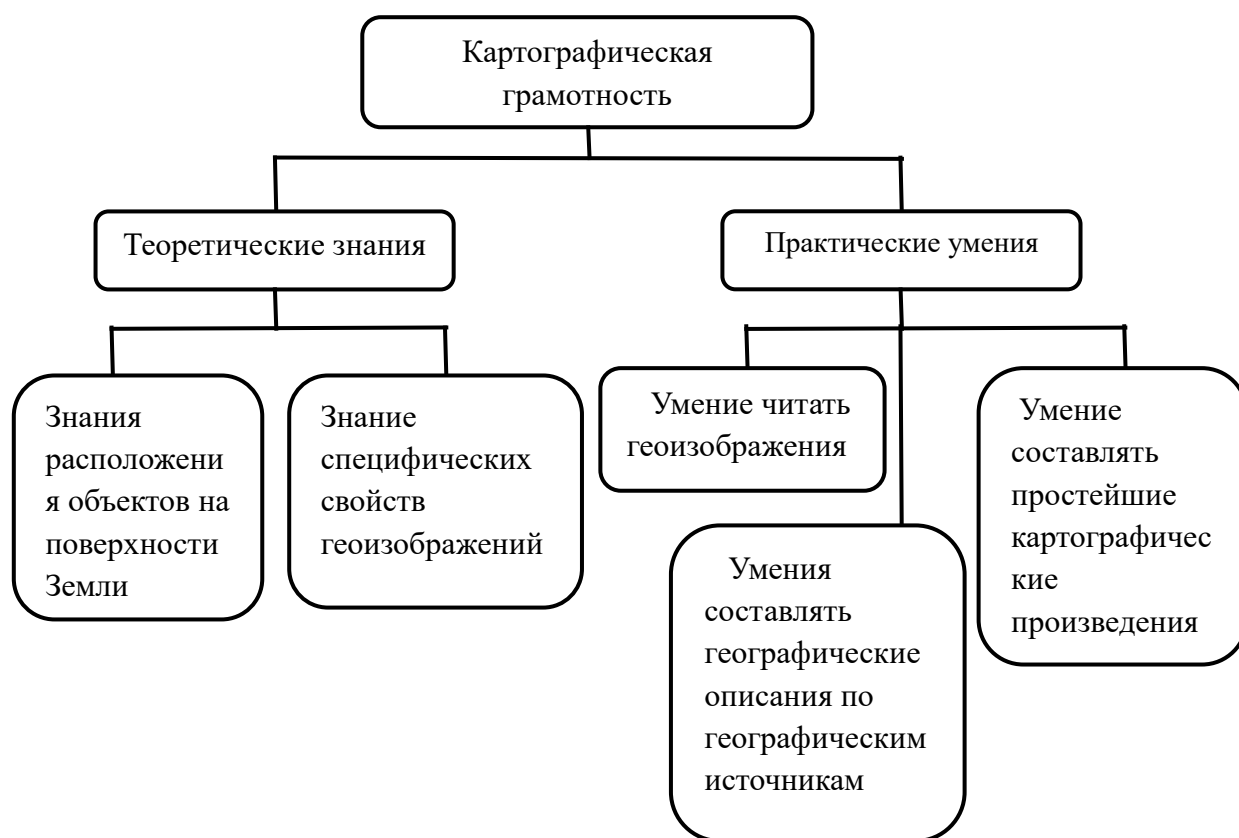 Картографическая
грамотность
Теоретические знания
Практические умения
Знания
расположени
я объектов на
поверхности
Земли
Знание
специфических
свойств
геоизображений
Умение читать
геоизображения
Умения
составлять
географические
описания по
географическим
источникам
Умение
составлять
простейшие
картографичес
кие
произведения